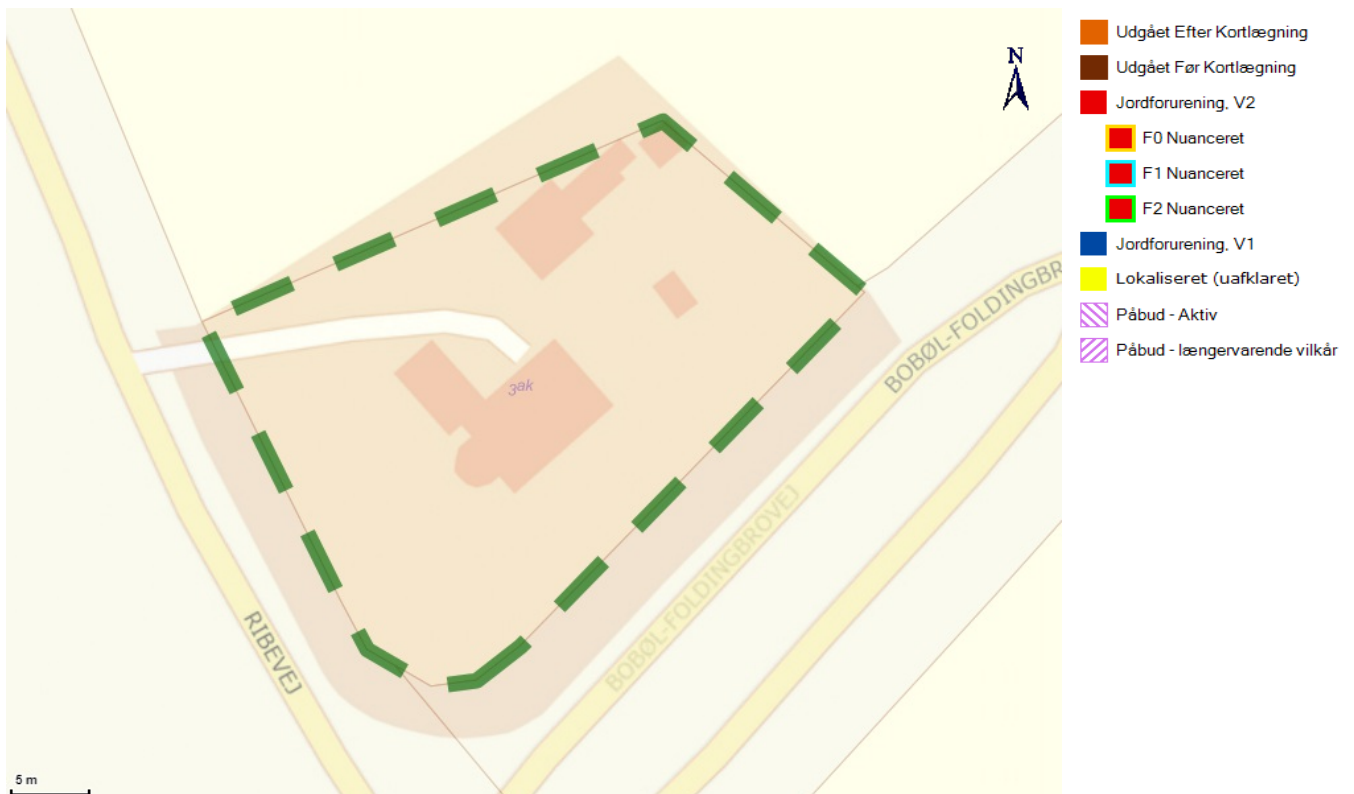 N
3ak
BOBØL-FOLDINGBR
BOBØL-FOLDINGBROVEJ
RIBEVEJ
5 m
Udgået Efter Kortlægning
Udgået Før Kortlægning
Jordforurening, V2
F0 Nuanceret
F1 Nuanceret
F2 Nuanceret
Jordforurening, V1
Lokaliseret (uafklaret)
Påbud - Aktiv
Påbud - længervarende vilkår